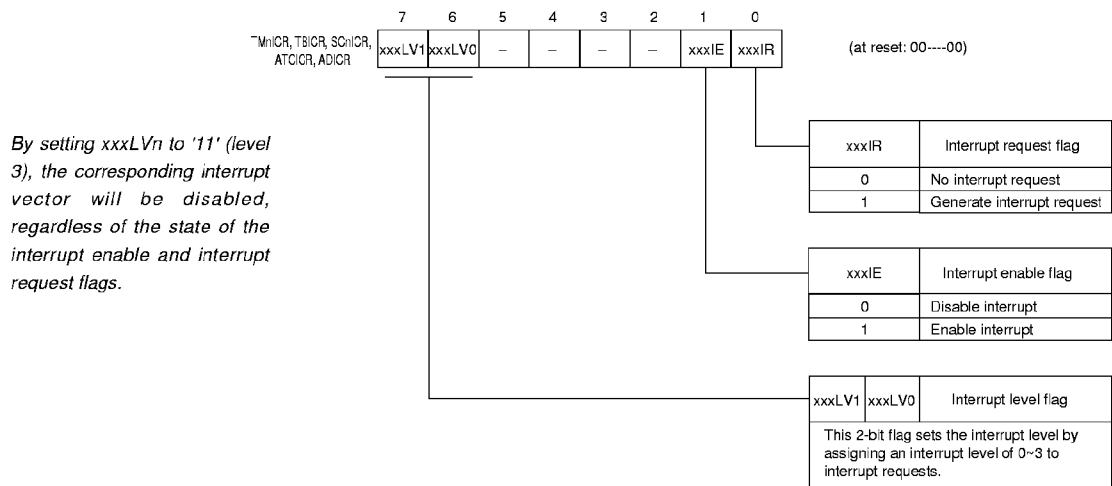 7 6 5 4 3 2 1 0
TMnICR, TBICR, SCnICR,
ATCICR, ADICR
xxxLV1 xxxLV0 – – – – xxxIE xxxIR
(at reset: 00----00)
By setting xxxLVn to '11' (level
3), the corresponding interrupt
vector will be disabled,
regardless of the state of the
interrupt enable and interrupt
request flags.
xxxIR Interrupt request flag
0 No interrupt request
1 Generate interrupt request
xxxIE Interrupt enable flag
0 Disable interrupt
1 Enable interrupt
xxxLV1 xxxLV0 Interrupt level flag
This 2-bit flag sets the interrupt level by
assigning an interrupt level of 0~3 to
interrupt requests.